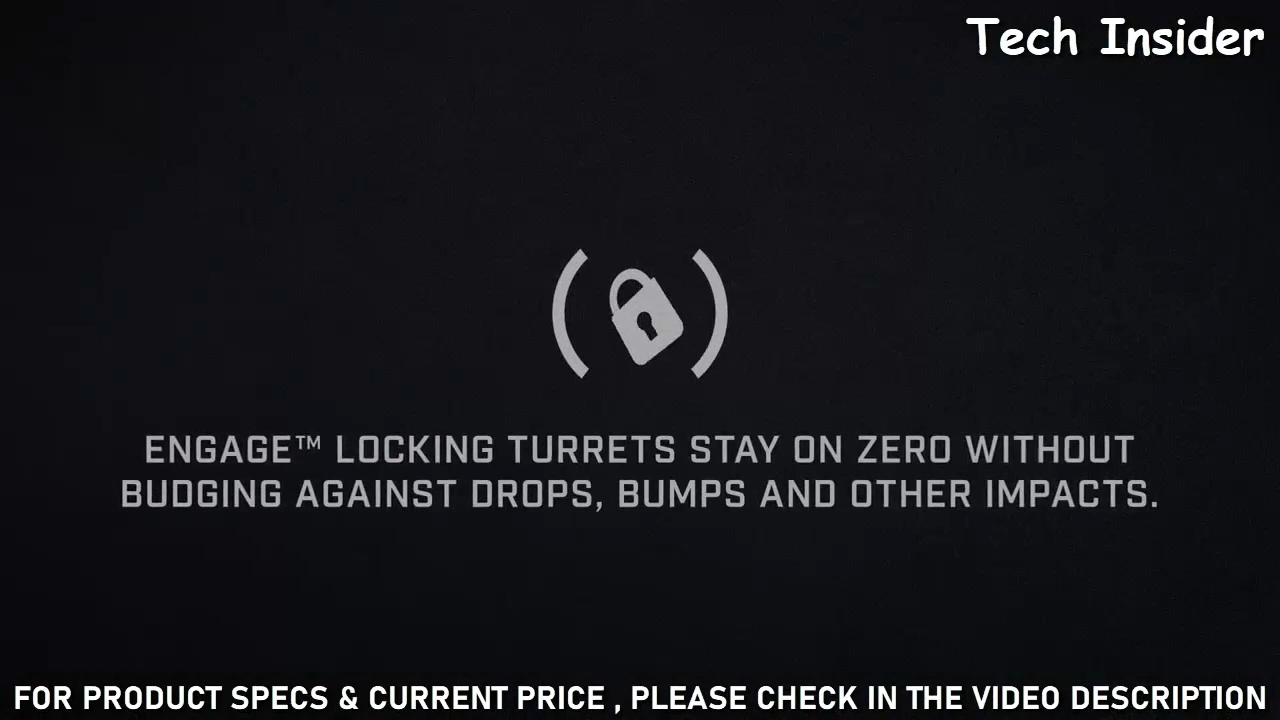 Tech Insider
ENGAGE™ LOCKING TURRETS STAY ON ZERO WITHOUT
BUDGING AGAINST DROPS, BUMPS AND OTHER IMPACTS.
FOR PRODUCT SPECS & CURRENT PRICE , PLEASE CHECK IN THE VIDEO DESCRIPTION